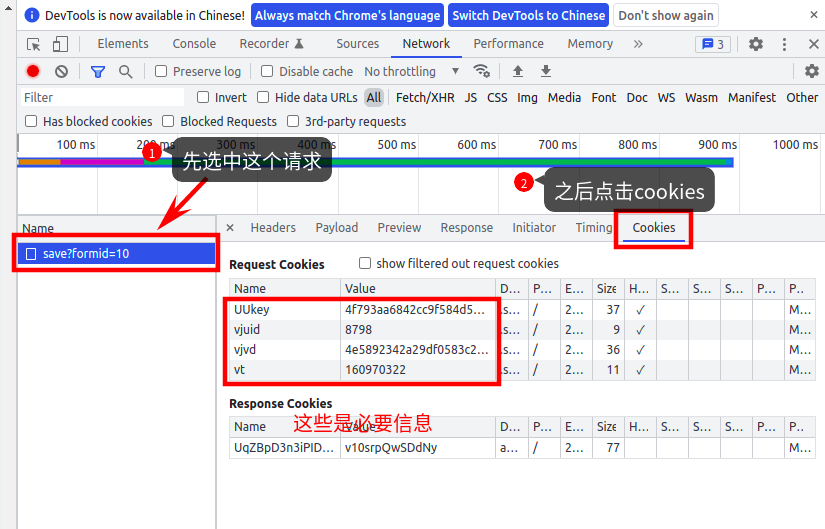 DevTools is now available in Chinese! Always match Chrome's language Switch DevTools to Chinese Don't show again
Elements Console Recorder Sources Network Performance Memory » 3
Preserve log Disable cache No throttling
Filter Invert Hide data URLs All Fetch/XHR JS CSS Img Media Font Doc WS Wasm Manifest Other
Has blocked cookies Blocked Requests 3rd-party requests
100 ms 200 ms 300 ms 400 ms 500 ms 600 ms 700 ms 800 ms 900 ms 1000 ms
1 先选中这个请求
2 之后点击cookies
Name
save?formid=10
Headers Payload Preview Response Initiator Timing Cookies
Request Cookies show filtered out request cookies
Name Value D... P... E... Size H... S... S... S... P... P..
UUkey 4f793aa6842cc9f584d5... .s... / 2... 37 ✓ M...
vjuid 8798 .s... / 2... 9 ✓ M...
vjvd 4e5892342a29df0583c2... .s... / 2... 36 ✓ M...
vt 160970322 .s... / 2... 11 ✓ M...
Response Cookies
这些是必要信息
Name Value D... P... E... Size H... S... S... S... P... P..
UqZBpD3n3iPID... v10srpQwSDdNy a... / 77 M...